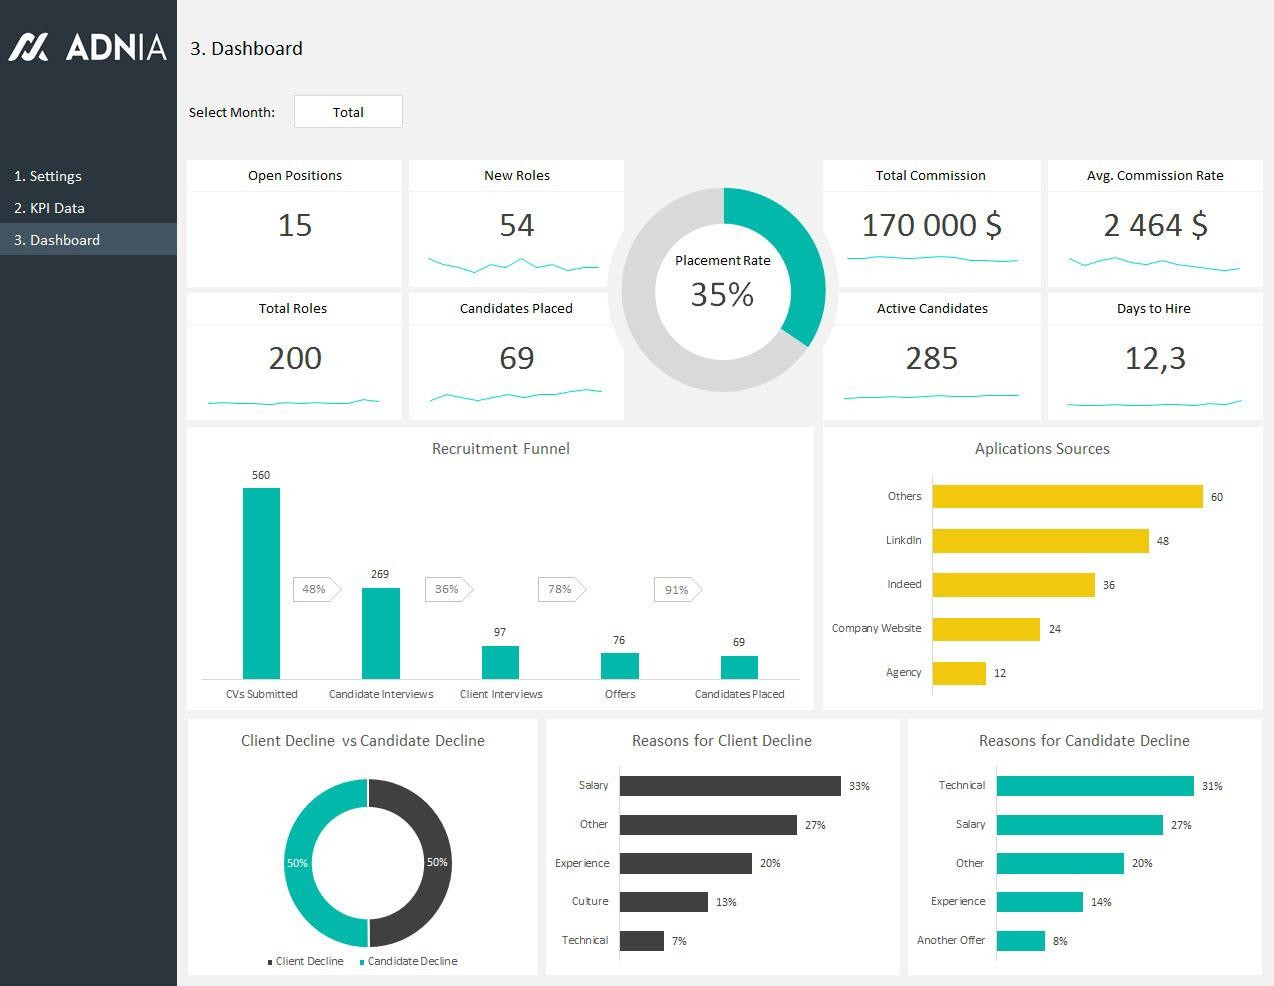 ADNIA
3. Dashboard
Select Month: Total
1. Settings
2. KPI Data
3. Dashboard
Open Positions
15
New Roles
54
Placement Rate
35%
Total Commission
170 000 $
Avg. Commission Rate
2 464 $
Total Roles
200
Candidates Placed
69
Active Candidates
285
Days to Hire
12,3
Recruitment Funnel
560
269
97
76
69
48%
36%
78%
91%
CVs Submitted
Candidate Interviews
Client Interviews
Offers
Candidates Placed
Aplications Sources
Others 60
LinkdIn 48
Indeed 36
Company Website 24
Agency 12
Client Decline vs Candidate Decline
50% 50%
Client Decline Candidate Decline
Reasons for Client Decline
Salary 33%
Other 27%
Experience 20%
Culture 13%
Technical 7%
Reasons for Candidate Decline
Technical 31%
Salary 27%
Other 20%
Experience 14%
Another Offer 8%